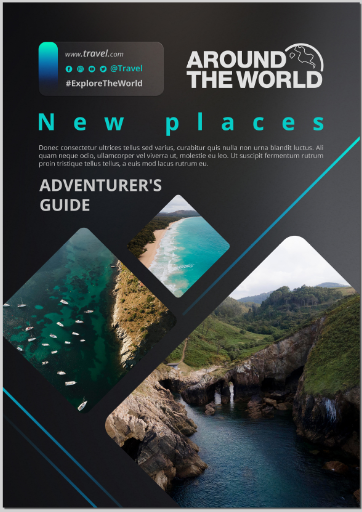 www.travel.com
@Travel
#ExploreTheWorld
AROUND
THE WORLD
New places
Donec consectetur ultrices tellus sed varius, curabitur quis nulla non urna blandit luctus. Ali
quam neque odio, ullamcorper vel viverra ut, molestie eu leo. Ut suscipit fermentum rutrum
proin tristique tellus tellus, a euis mod lacus rutrum eu.
ADVENTURER'S
GUIDE